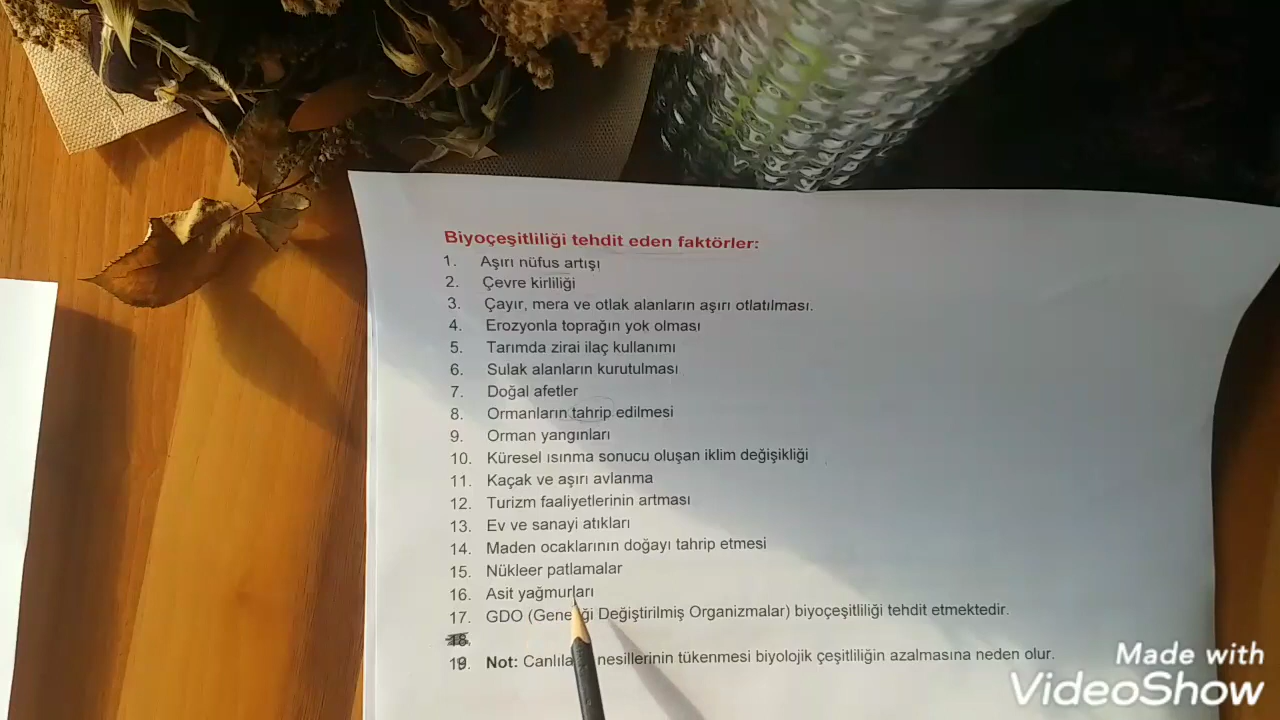 Biyoçeşitliliği tehdit eden faktörler:
1. Aşırı nüfus artışı
2. Çevre kirliliği
3. Çayır, mera ve otlak alanların aşırı otlatılması.
4. Erozyonla toprağın yok olması
5. Tarımda zirai ilaç kullanımı
6. Sulak alanların kurutulması
7. Doğal afetler
8. Ormanların tahrip edilmesi
9. Orman yangınları
10. Küresel ısınma sonucu oluşan iklim değişikliği
11. Kaçak ve aşırı avlanma
12. Turizm faaliyetlerinin artması
13. Ev ve sanayi atıkları
14. Maden ocaklarının doğayı tahrip etmesi
15. Nükleer patlamalar
16. Asit yağmurları
17. GDO (Değiştirilmiş Organizmalar) biyoçeşitliliği tehdit etmektedir.
18.
19. Not: nesillerinin tükenmesi biyolojik çeşitliliğin azalmasına neden olur.
Made with
VideoShow